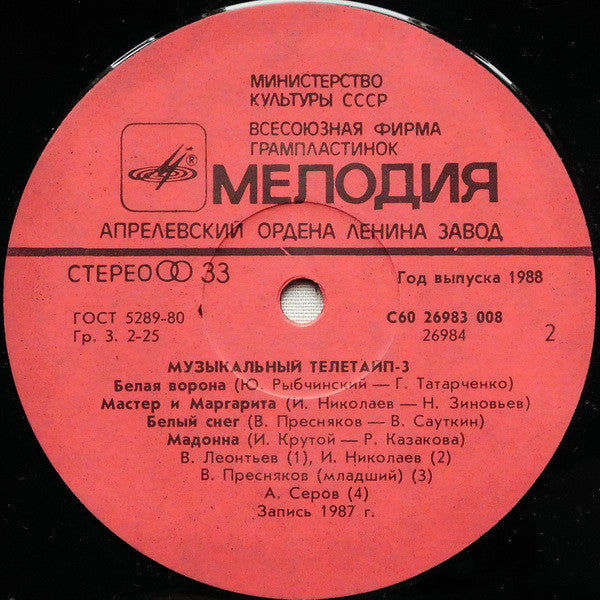 МИНИСТЕРСТВО
КУЛЬТУРЫ СССР
ВСЕСОЮЗНАЯ ФИРМА
ГРАМПЛАСТИНОК
®
МЕЛОДИЯ
АПРЕЛЕВСКИЙ ОРДЕНА ЛЕНИНА ЗАВОД
СТЕРЕО 33
Год выпуска 1988
ГОСТ 5289-80
Гр. 3. 2-25
С60 26983 008
26984
2
МУЗЫКАЛЬНЫЙ ТЕЛЕТАЙП-3
Белая ворона (Ю. Рыбчинский — Г. Татарченко)
Мастер и Маргарита (И. Николаев — Н. Зиновьев)
Белый снег (В. Пресняков — В. Сауткин)
Мадонна (И. Крутой — Р. Казакова)
В. Леонтьев (1), И. Николаев (2)
В. Пресняков (младший) (3)
А. Серов (4)
Запись 1987 г.